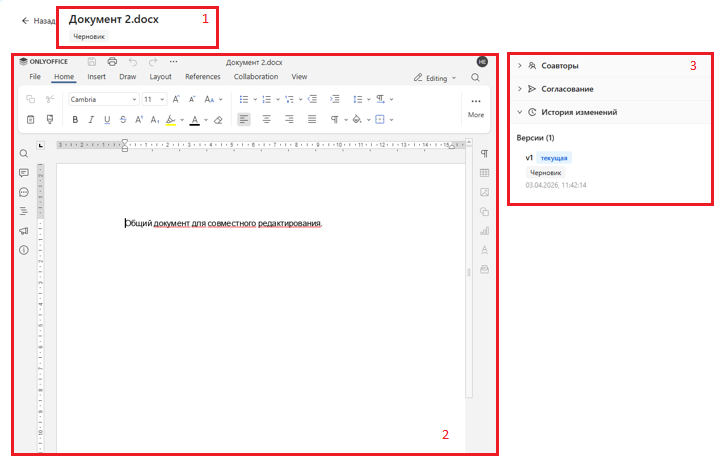 ← Назад
Документ 2.docx
1
Черновик
ONLYOFFICE
Документ 2.docx
HE
File Home Insert Draw Layout References Collaboration View
Editing
Cambria 11
More
Общий документ для совместного редактирования.
2
3
Соавторы
Согласование
История изменений
Версии (1)
v1 текущая
Черновик
03.04.2026, 11:42:14